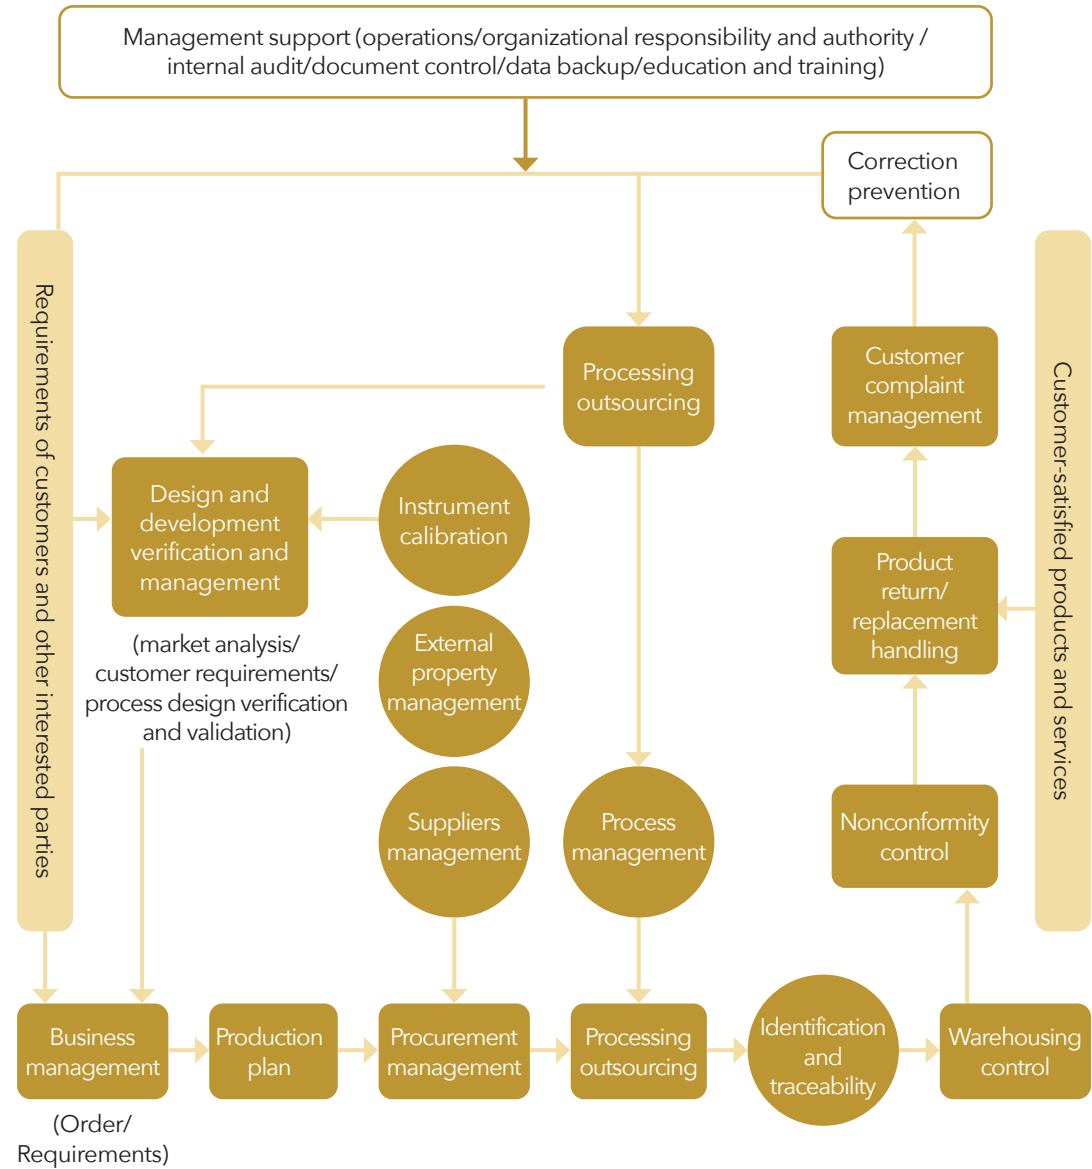 Management support (operations/organizational responsibility and authority /
internal audit/document control/data backup/education and training)
Correction
prevention
Requirements of customers and other interested parties
Customer-satisfied products and services
Processing
outsourcing
Customer
complaint
management
Design and
development
verification and
management
Instrument
calibration
Product
return/
replacement
handling
(market analysis/
customer requirements/
process design verification
and validation)
External
property
management
Suppliers
management
Process
management
Nonconformity
control
Business
management
Production
plan
Procurement
management
Processing
outsourcing
Identification
and
traceability
Warehousing
control
(Order/
Requirements)